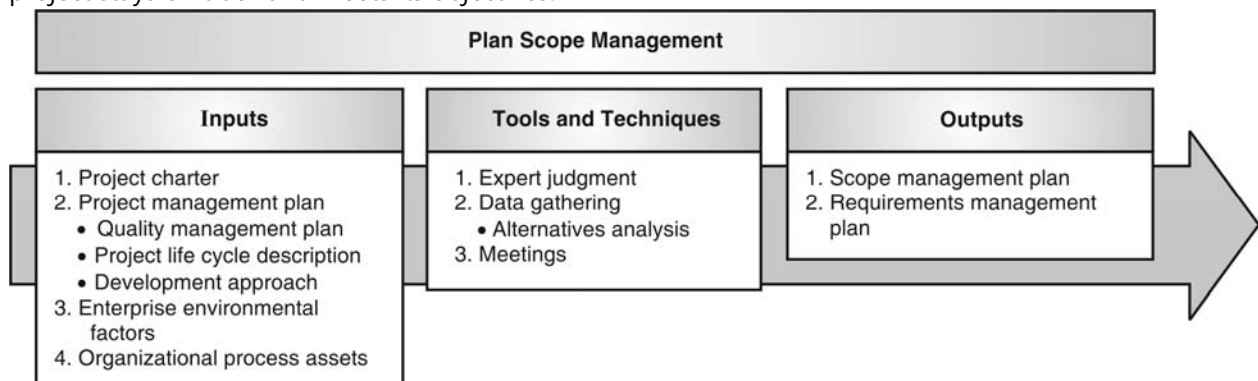 Plan Scope Management
Inputs
1. Project charter
2. Project management plan
• Quality management plan
• Project life cycle description
• Development approach
3. Enterprise environmental
factors
4. Organizational process assets
Tools and Techniques
1. Expert judgment
2. Data gathering
• Alternatives analysis
3. Meetings
Outputs
1. Scope management plan
2. Requirements management
plan